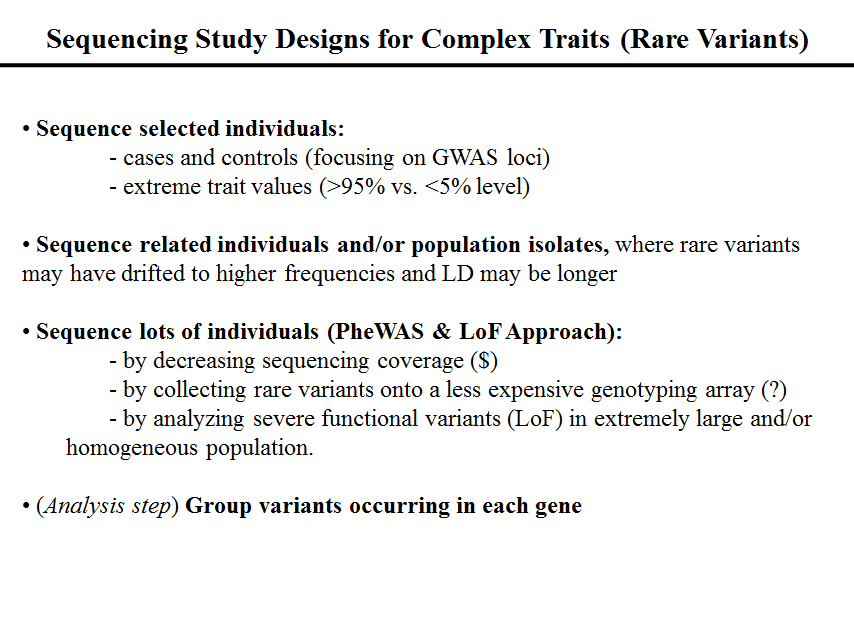 Sequencing Study Designs for Complex Traits (Rare Variants)
• Sequence selected individuals:
- cases and controls (focusing on GWAS loci)
- extreme trait values (>95% vs. <5% level)
• Sequence related individuals and/or population isolates, where rare variants
may have drifted to higher frequencies and LD may be longer
• Sequence lots of individuals (PheWAS & LoF Approach):
- by decreasing sequencing coverage ($)
- by collecting rare variants onto a less expensive genotyping array (?)
- by analyzing severe functional variants (LoF) in extremely large and/or
homogeneous population.
• (Analysis step) Group variants occurring in each gene